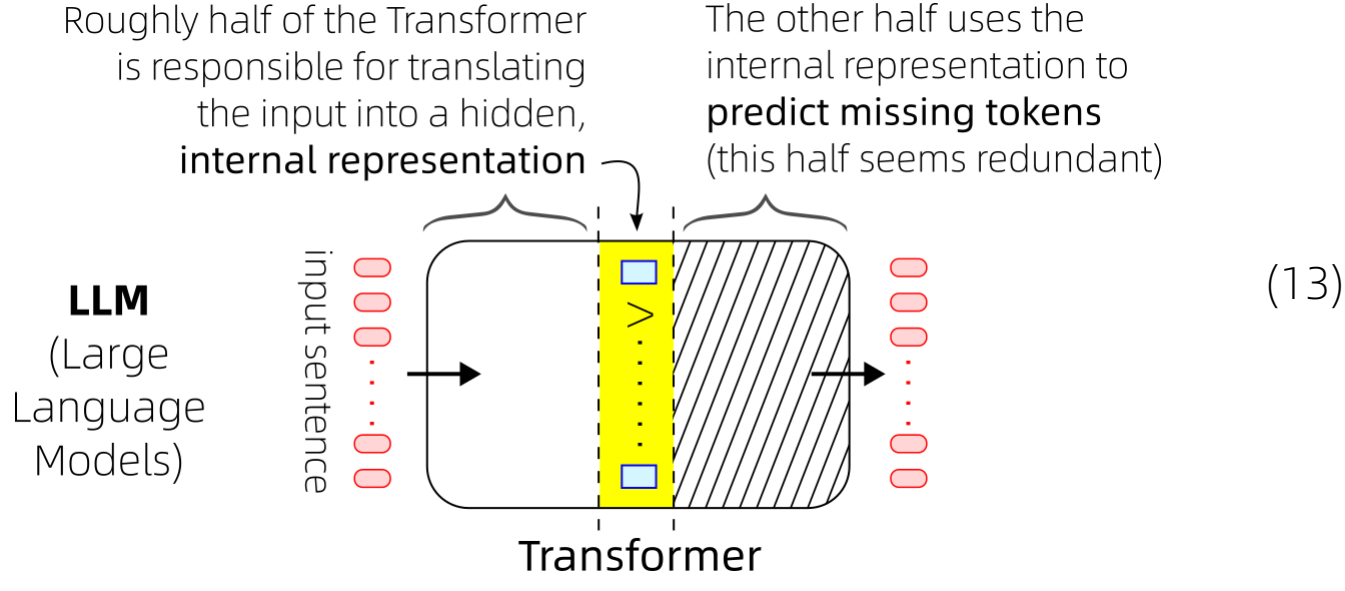 Roughly half of the Transformer
is responsible for translating
the input into a hidden,
internal representation
The other half uses the
internal representation to
predict missing tokens
(this half seems redundant)
LLM
(Large
Language
Models)
input sentence
>
(13)
Transformer